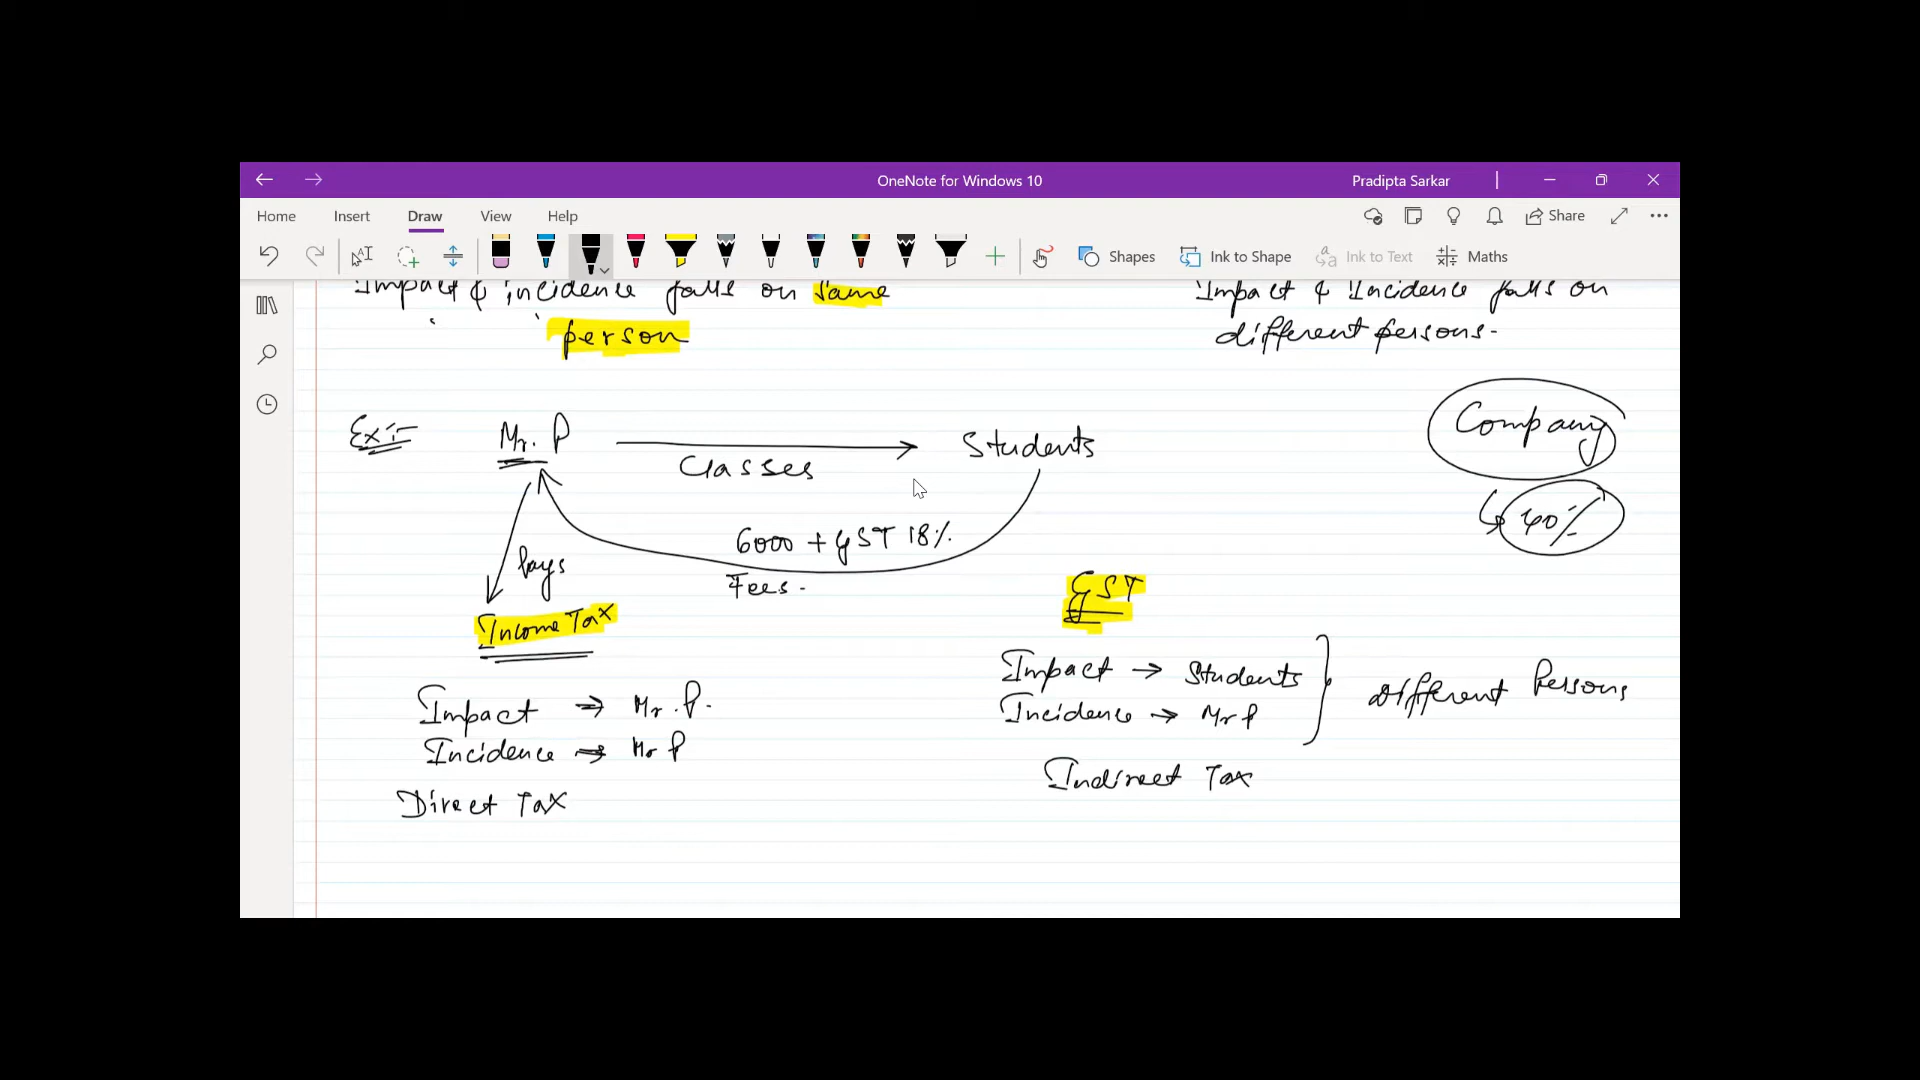 OneNote for Windows 10
Pradipta Sarkar
Home Insert Draw View Help
Share
Shapes
Ink to Shape
Ink to Text
Maths
Impact & incidence falls on same
person
Impact & Incidence falls on
different persons.
Ex:-
Mr. P
Classes
Students
Company
40%
6000 + GST 18%
Fees.
Pays
Income Tax
Impact → Mr. P.
Incidence → Mr P
Direct Tax
GST
Impact → Students
Incidence → Mr P
Different Persons
Indirect Tax